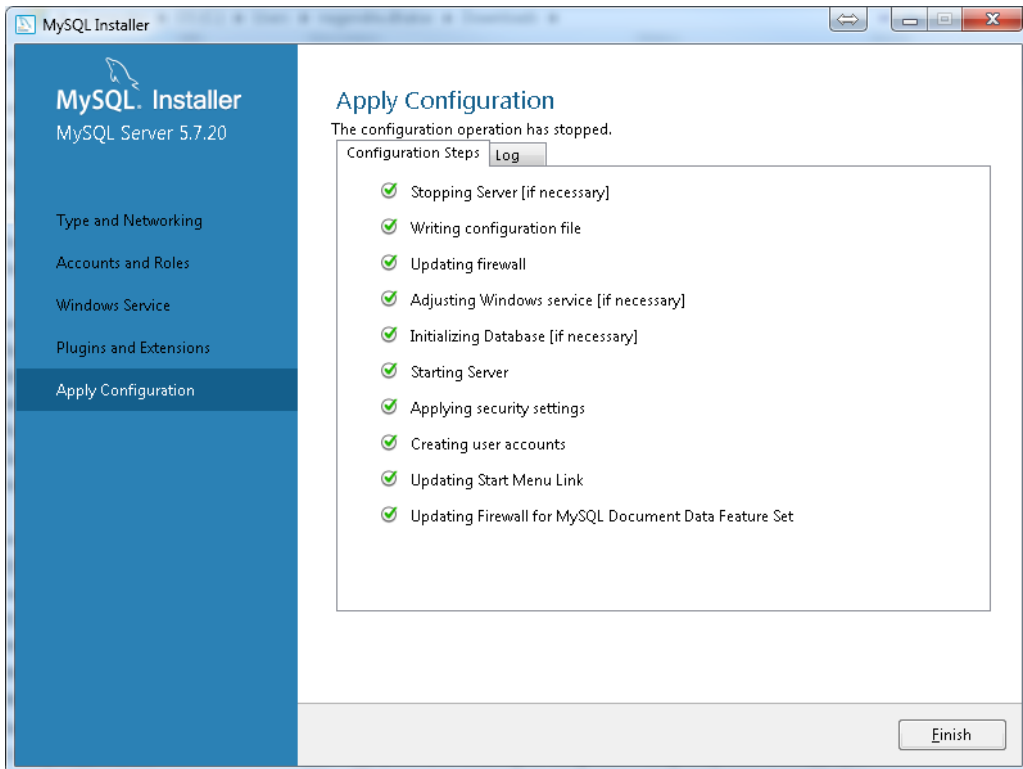 MySQL Installer
MySQL. Installer
MySQL Server 5.7.20
Type and Networking
Accounts and Roles
Windows Service
Plugins and Extensions
Apply Configuration
Apply Configuration
The configuration operation has stopped.
Configuration Steps Log
Stopping Server [if necessary]
Writing configuration file
Updating firewall
Adjusting Windows service [if necessary]
Initializing Database [if necessary]
Starting Server
Applying security settings
Creating user accounts
Updating Start Menu Link
Updating Firewall for MySQL Document Data Feature Set
Finish